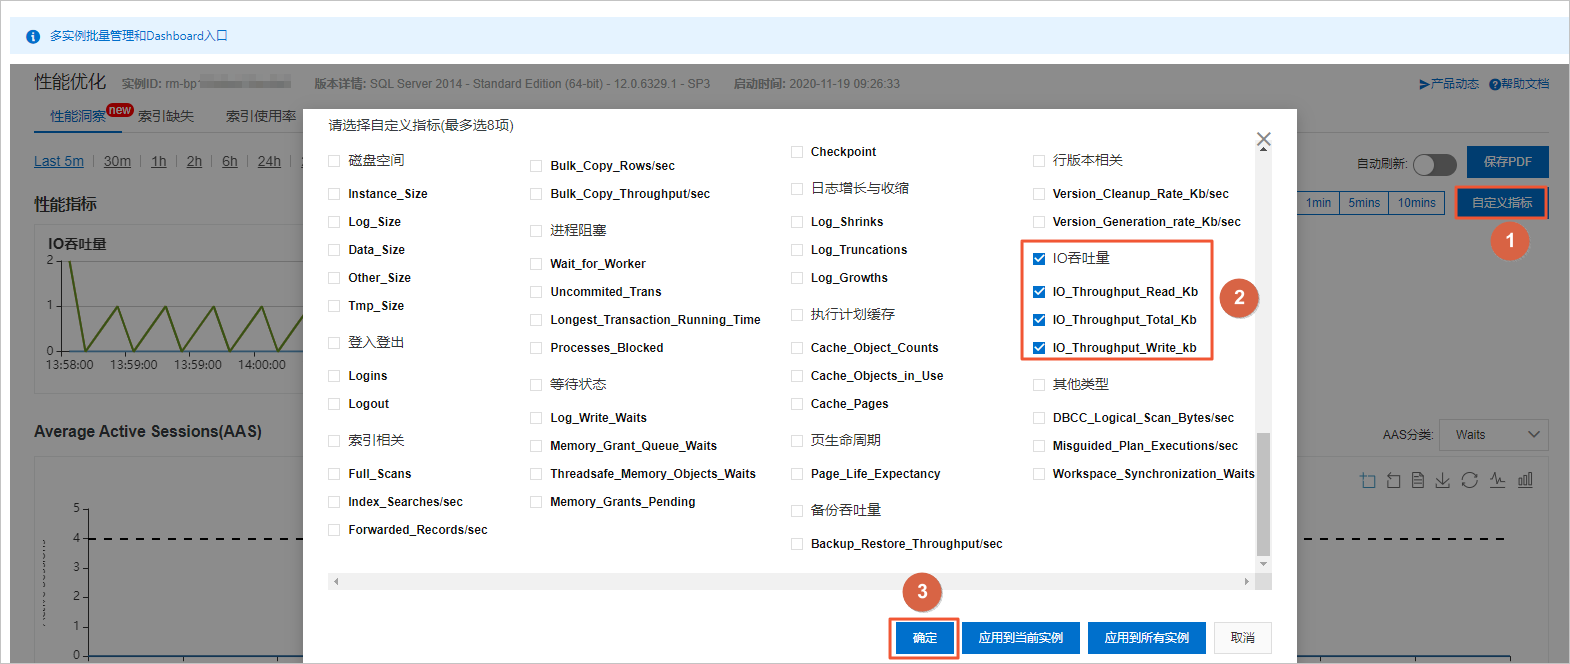 多实例批量管理和Dashboard入口
性能优化 实例ID: rm-bp1 版本详情: SQL Server 2014 - Standard Edition (64-bit) - 12.0.6329.1 - SP3 启动时间: 2020-11-19 09:26:33 产品动态 帮助文档
性能洞察 new 索引缺失 索引使用率
Last 5m 30m 1h 2h 6h 24h
自动刷新: 保存PDF
性能指标
1min 5mins 10mins 自定义指标
1
IO吞吐量
2
1
0
13:58:00 13:59:00 13:59:00 14:00:00
Average Active Sessions(AAS)
AAS分类: Waits
5
4
3
2
1
0
请选择自定义指标(最多选8项)
磁盘空间
Instance_Size
Log_Size
Data_Size
Other_Size
Tmp_Size
登入登出
Logins
Logout
索引相关
Full_Scans
Index_Searches/sec
Forwarded_Records/sec
Bulk_Copy_Rows/sec
Bulk_Copy_Throughput/sec
进程阻塞
Wait_for_Worker
Uncommited_Trans
Longest_Transaction_Running_Time
Processes_Blocked
等待状态
Log_Write_Waits
Memory_Grant_Queue_Waits
Threadsafe_Memory_Objects_Waits
Memory_Grants_Pending
Checkpoint
日志增长与收缩
Log_Shrinks
Log_Truncations
Log_Growths
执行计划缓存
Cache_Object_Counts
Cache_Objects_in_Use
Cache_Pages
页生命周期
Page_Life_Expectancy
备份吞吐量
Backup_Restore_Throughput/sec
行版本相关
Version_Cleanup_Rate_Kb/sec
Version_Generation_rate_Kb/sec
IO吞吐量
IO_Throughput_Read_Kb
IO_Throughput_Total_Kb
IO_Throughput_Write_kb
2
其他类型
DBCC_Logical_Scan_Bytes/sec
Misguided_Plan_Executions/sec
Workspace_Synchronization_Waits
3
确定 应用到当前实例 应用到所有实例 取消